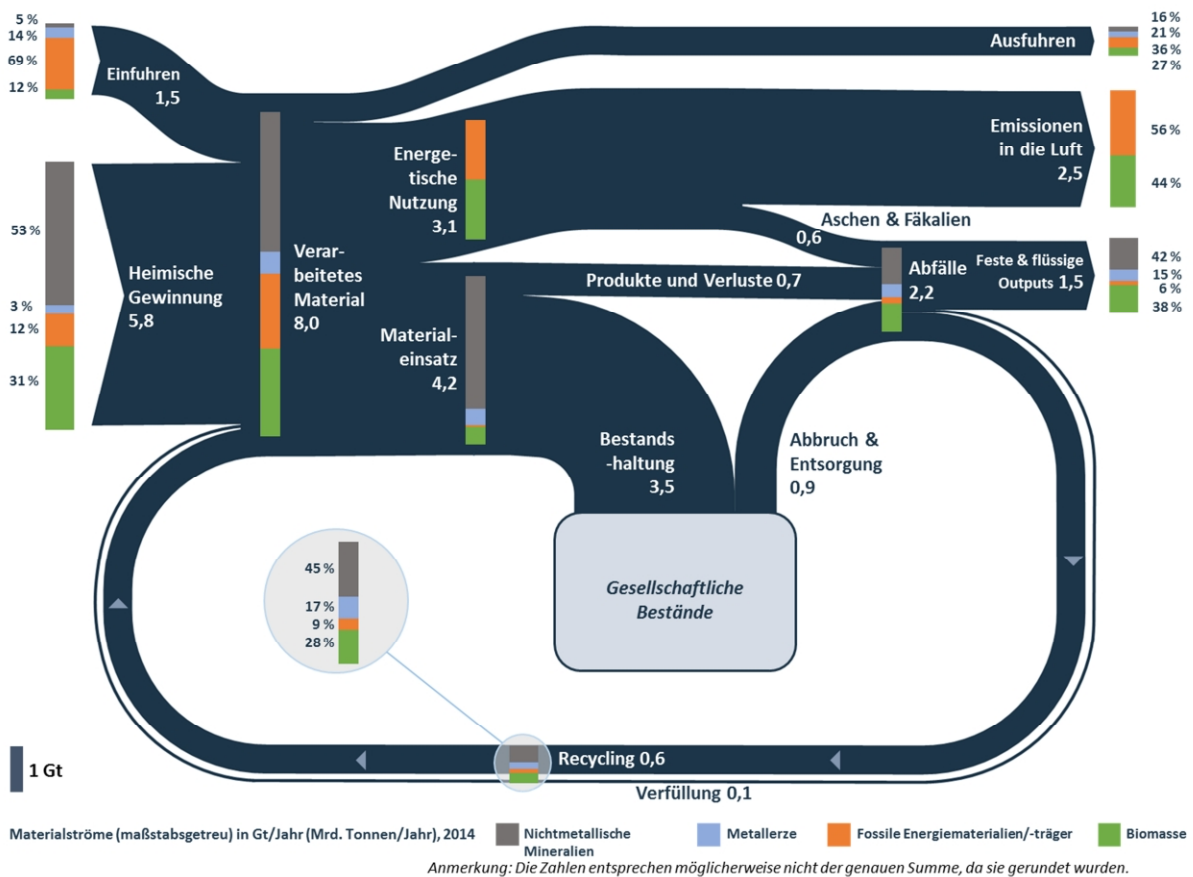 5 %
14 %
69 %
12 %
Einfuhren
1,5
Ausfuhren
16 %
21 %
36 %
27 %
53 %
3 %
12 %
31 %
Heimische
Gewinnung
5,8
Verar-
beitetes
Material
8,0
Energe-
tische
Nutzung
3,1
Emissionen
in die Luft
2,5
56 %
44 %
Aschen & Fäkalien
0,6
Produkte und Verluste 0,7
Abfälle
2,2
Feste & flüssige
Outputs 1,5
42 %
15 %
6 %
38 %
Material-
einsatz
4,2
Bestands
-haltung
3,5
Abbruch &
Entsorgung
0,9
Gesellschaftliche
Bestände
45 %
17 %
9 %
28 %
1 Gt
Recycling 0,6
Verfüllung 0,1
Materialströme (maßstabsgetreu) in Gt/Jahr (Mrd. Tonnen/Jahr), 2014
Nichtmetallische
Mineralien
Metallerze
Fossile Energiematerialien/-träger
Biomasse
Anmerkung: Die Zahlen entsprechen möglicherweise nicht der genauen Summe, da sie gerundet wurden.